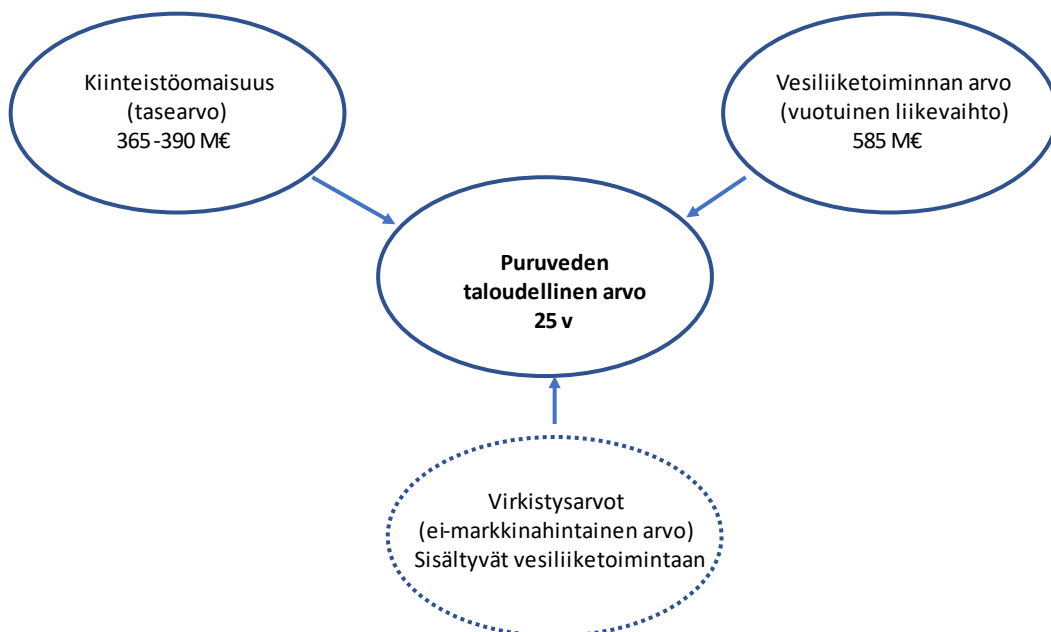 Kiinteistöomaisuus
(tasearvo)
365-390 M€
Vesiliiketoiminnan arvo
(vuotuinen liikevaihto)
585 M€
Puruveden
taloudellinen arvo
25 v
Virkistysarvot
(ei-markkinahintainen arvo)
Sisältyvät vesiliiketoimintaan